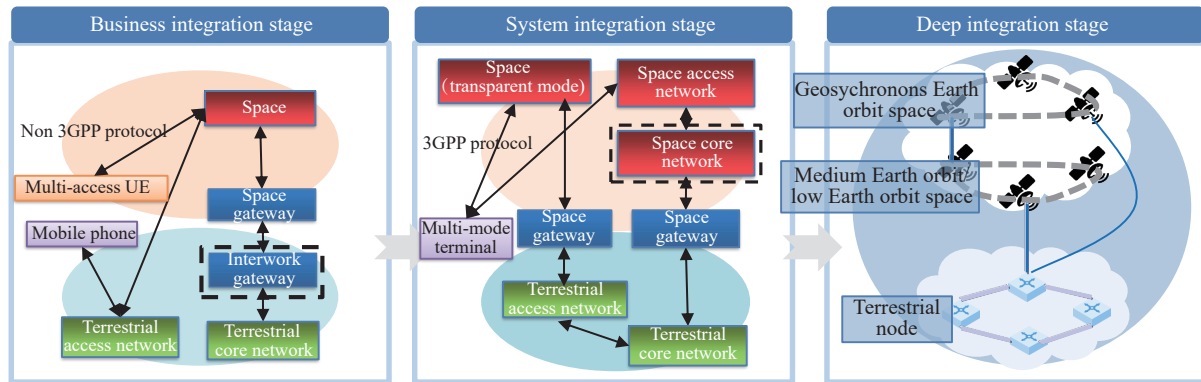 Business integration stage
Space
Non 3GPP protocol
Multi-access UE
Space
gateway
Mobile phone
Interwork
gateway
Terrestrial
access network
Terrestrial
core network
System integration stage
Space
(transparent mode)
Space access
network
3GPP protocol
Space core
network
Multi-mode
terminal
Space
gateway
Space
gateway
Terrestrial
access network
Terrestrial
core network
Deep integration stage
Geosychronons Earth
orbit space
Medium Earth orbit/
low Earth orbit space
Terrestrial
node